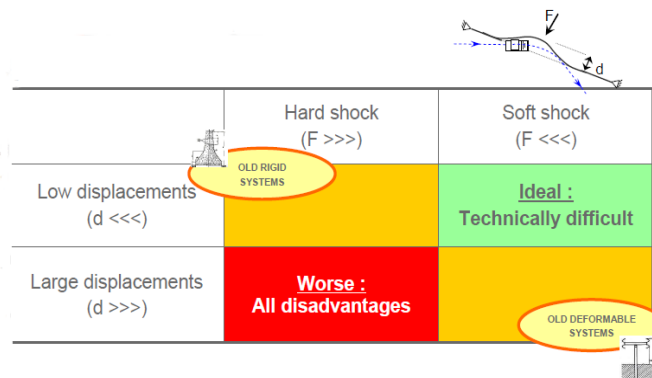 F
d
Hard shock
(F >>>)
Soft shock
(F <<<)
OLD RIGID
SYSTEMS
Low displacements
(d <<<)
Ideal :
Technically difficult
Large displacements
(d >>>)
Worse :
All disadvantages
OLD DEFORMABLE
SYSTEMS